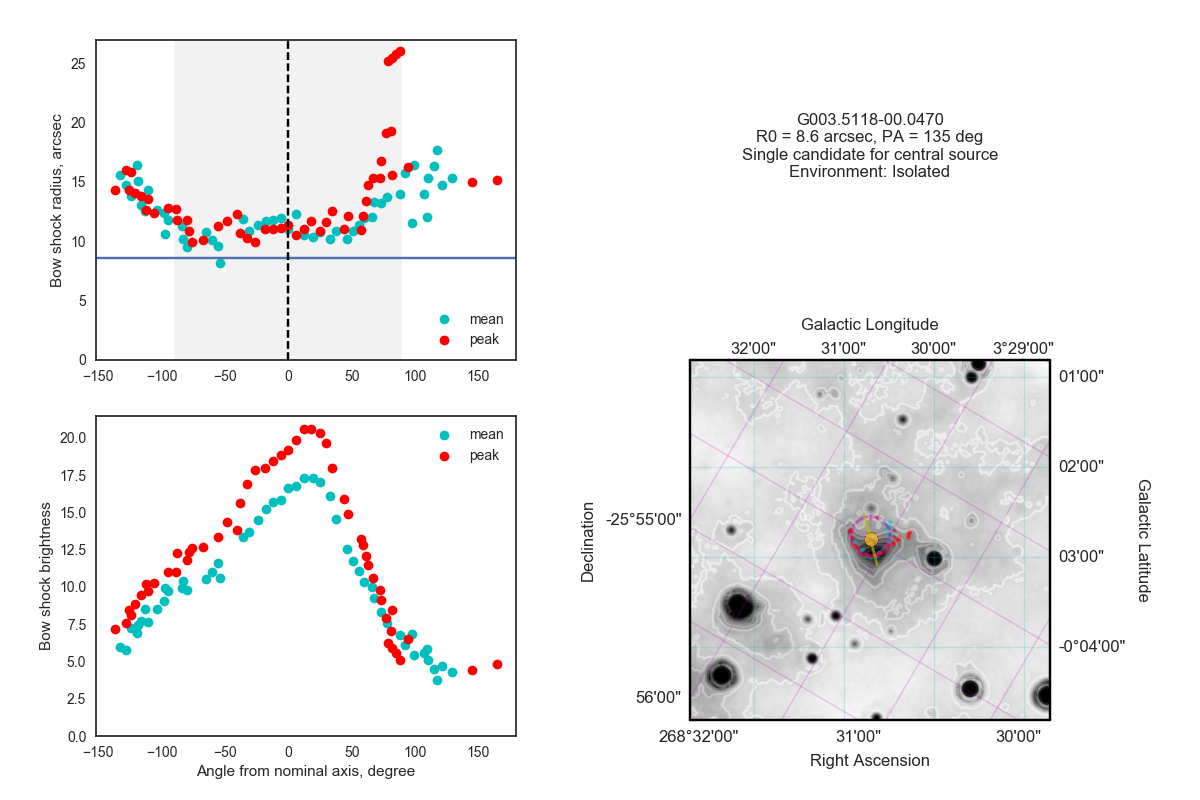 Bow shock radius, arcsec
25
20
15
10
5
0
−150
−100
−50
0
50
100
150
mean
peak
Bow shock brightness
20.0
17.5
15.0
12.5
10.0
7.5
5.0
2.5
0.0
−150
−100
−50
0
50
100
150
mean
peak
Angle from nominal axis, degree
G003.5118-00.0470
R0 = 8.6 arcsec, PA = 135 deg
Single candidate for central source
Environment: Isolated
Galactic Longitude
32'00"
31'00"
30'00"
3°29'00"
01'00"
02'00"
03'00"
-0°04'00"
Galactic Latitude
Declination
-25°55'00"
56'00"
268°32'00"
31'00"
30'00"
Right Ascension